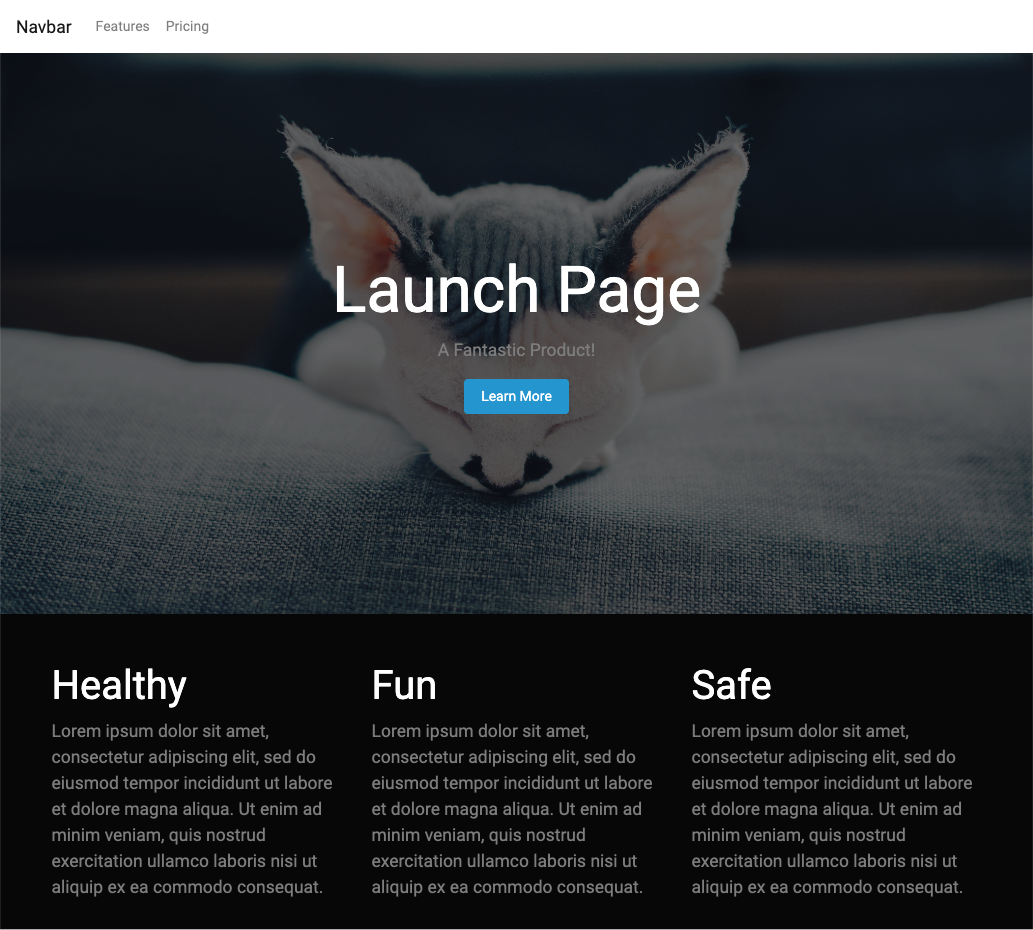 Navbar Features Pricing
Launch Page
A Fantastic Product!
Learn More
Healthy
Lorem ipsum dolor sit amet,
consectetur adipiscing elit, sed do
eiusmod tempor incididunt ut labore
et dolore magna aliqua. Ut enim ad
minim veniam, quis nostrud
exercitation ullamco laboris nisi ut
aliquip ex ea commodo consequat.
Fun
Lorem ipsum dolor sit amet,
consectetur adipiscing elit, sed do
eiusmod tempor incididunt ut labore
et dolore magna aliqua. Ut enim ad
minim veniam, quis nostrud
exercitation ullamco laboris nisi ut
aliquip ex ea commodo consequat.
Safe
Lorem ipsum dolor sit amet,
consectetur adipiscing elit, sed do
eiusmod tempor incididunt ut labore
et dolore magna aliqua. Ut enim ad
minim veniam, quis nostrud
exercitation ullamco laboris nisi ut
aliquip ex ea commodo consequat.